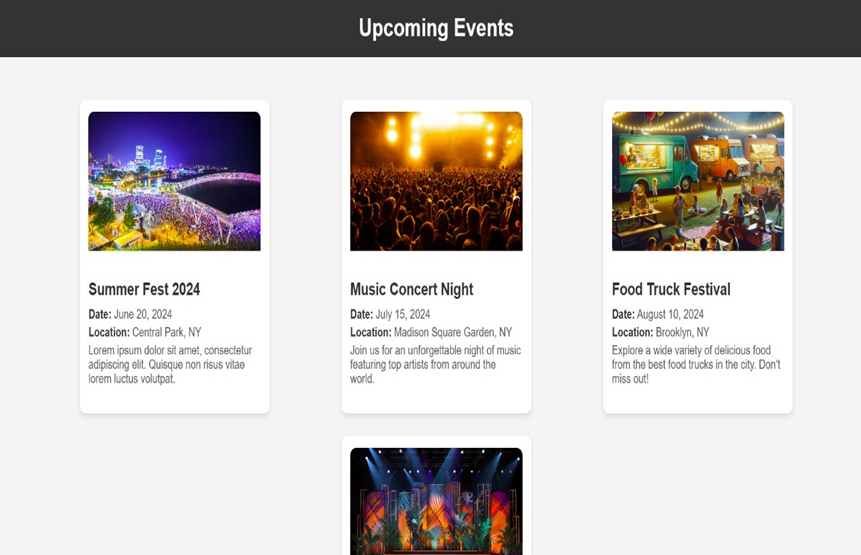 Upcoming Events
Summer Fest 2024
Date: June 20, 2024
Location: Central Park, NY
Lorem ipsum dolor sit amet, consectetur
adipiscing elit. Quisque non risus vitae
lorem luctus volutpat.
Music Concert Night
Date: July 15, 2024
Location: Madison Square Garden, NY
Join us for an unforgettable night of music
featuring top artists from around the
world.
Food Truck Festival
Date: August 10, 2024
Location: Brooklyn, NY
Explore a wide variety of delicious food
from the best food trucks in the city. Don't
miss out!